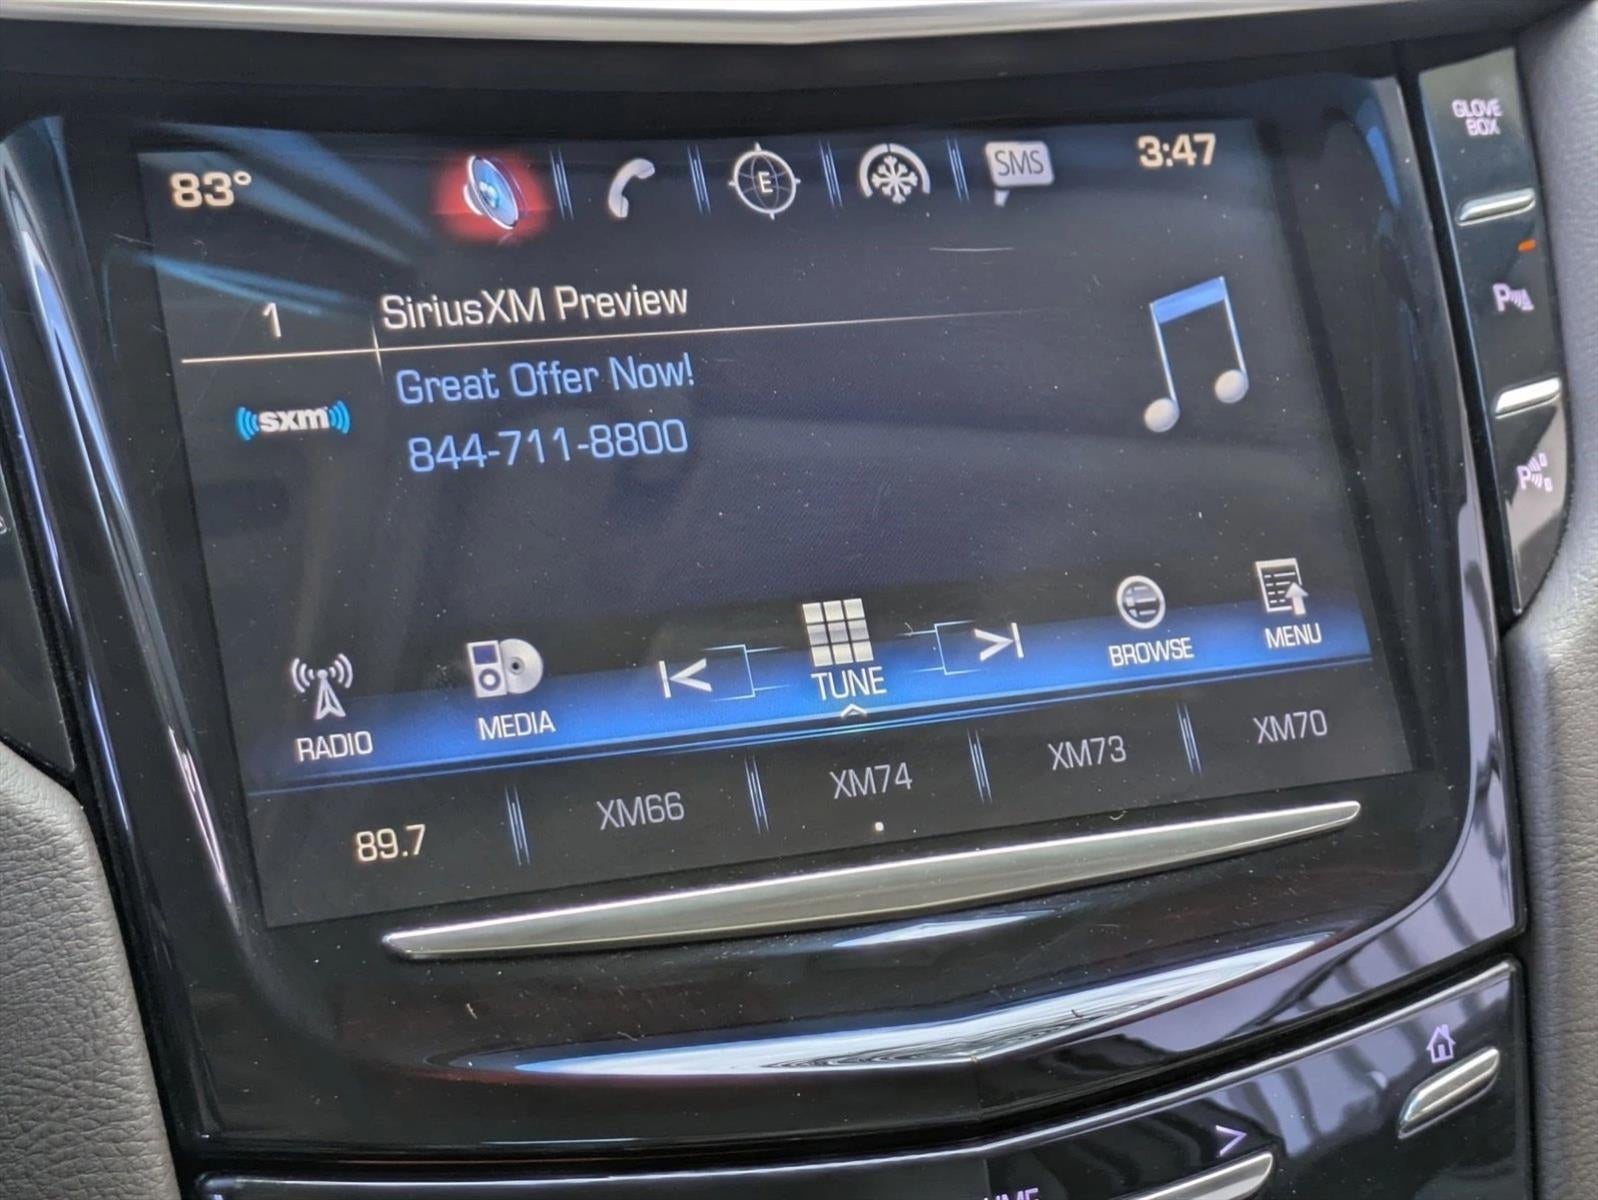 83°
E
SMS
3:47
GLOVE
BOX
1
SiriusXM Preview
sxm
Great Offer Now!
844-711-8800
RADIO
MEDIA
TUNE
BROWSE
MENU
89.7
XM66
XM74
XM73
XM70